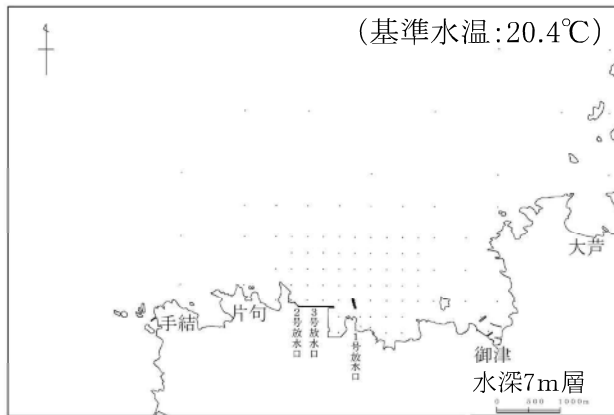 (基準水温:20.4℃)
大芦
手結
片句
2号放水口
3号放水口
1号放水口
御津
水深7m層
0 500 1000m